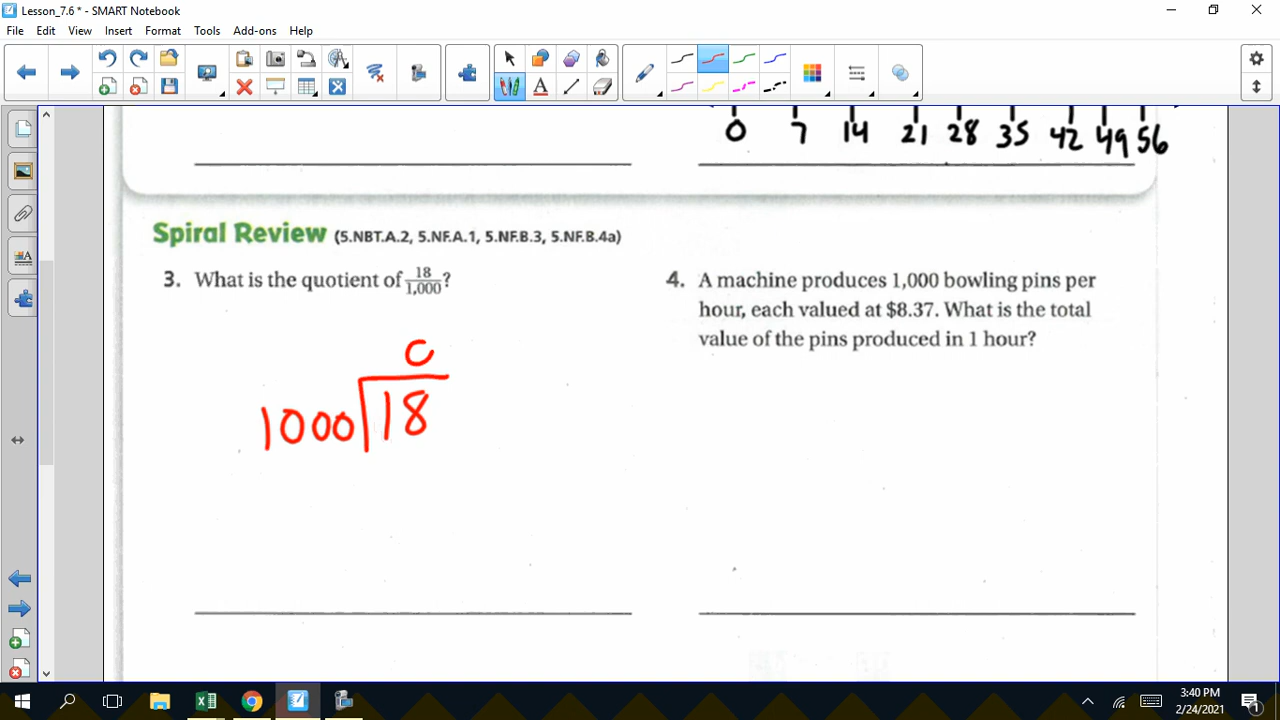 Lesson_7.6 * - SMART Notebook
File Edit View Insert Format Tools Add-ons Help
0 7 14 21 28 35 42 49 56
Spiral Review (5.NBT.A.2, 5.NF.A.1, 5.NF.B.3, 5.NF.B.4a)
3. What is the quotient of 18/1,000?
c
1000 18
4. A machine produces 1,000 bowling pins per
hour, each valued at $8.37. What is the total
value of the pins produced in 1 hour?
3:40 PM
2/24/2021
1